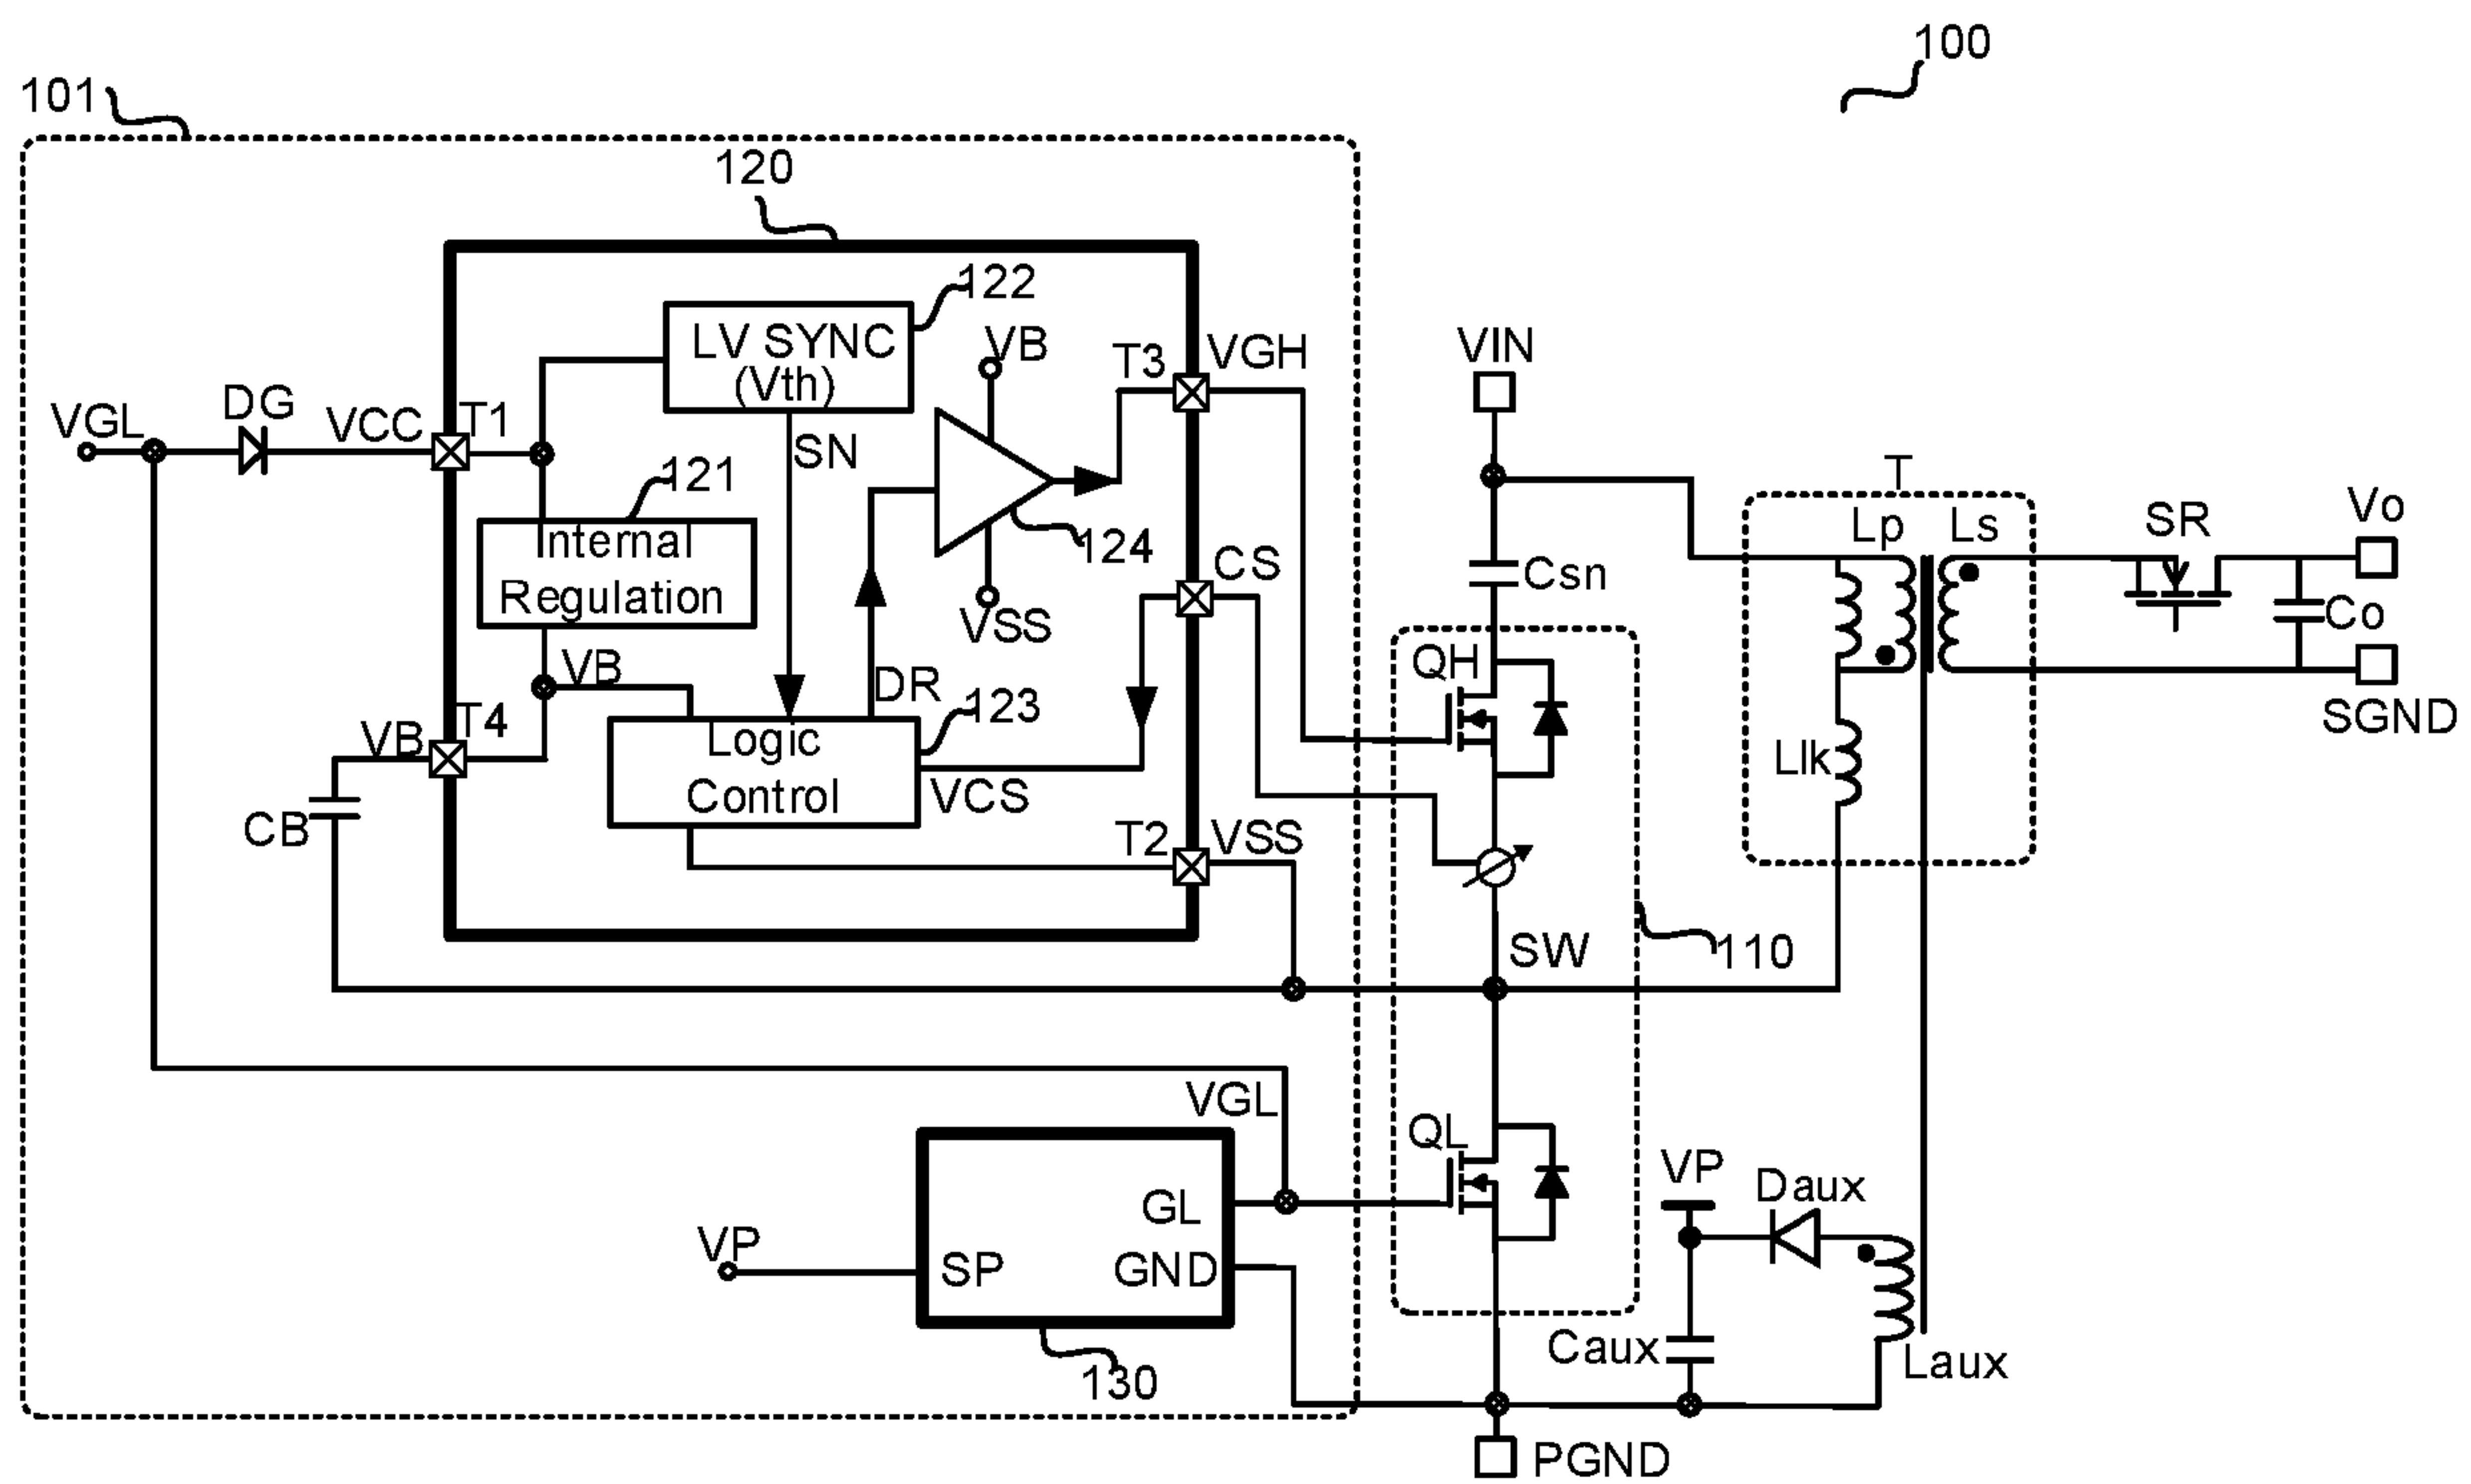 100
101
120
122
LV SYNC
(Vth)
VB
T3
VGH
VIN
VGL
DG
VCC
T1
SN
121
124
Internal
Regulation
VSS
CS
Csn
T
Lp
Ls
SR
Vo
Co
SGND
VB
DR
123
QH
VB
T4
Logic
Control
VCS
Llk
CB
T2
VSS
SW
110
VGL
QL
VP
Daux
VP
SP
GL
GND
130
Caux
Laux
PGND